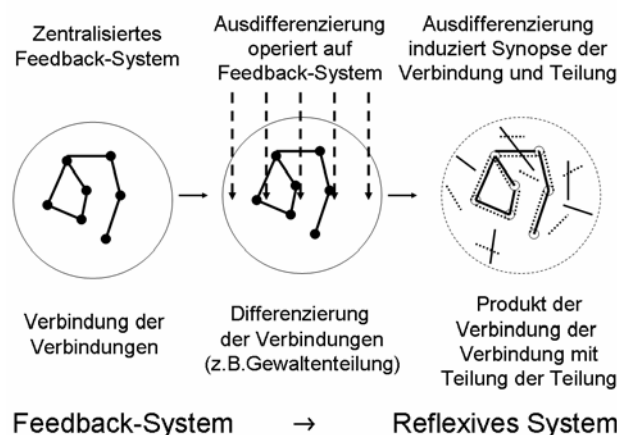 Zentralisiertes
Feedback-System
Ausdifferenzierung
operiert auf
Feedback-System
Ausdifferenzierung
induziert Synopse der
Verbindung und Teilung
Verbindung der
Verbindungen
Differenzierung
der Verbindungen
(z.B.Gewaltenteilung)
Produkt der
Verbindung der
Verbindung mit
Teilung der Teilung
Feedback-System → Reflexives System